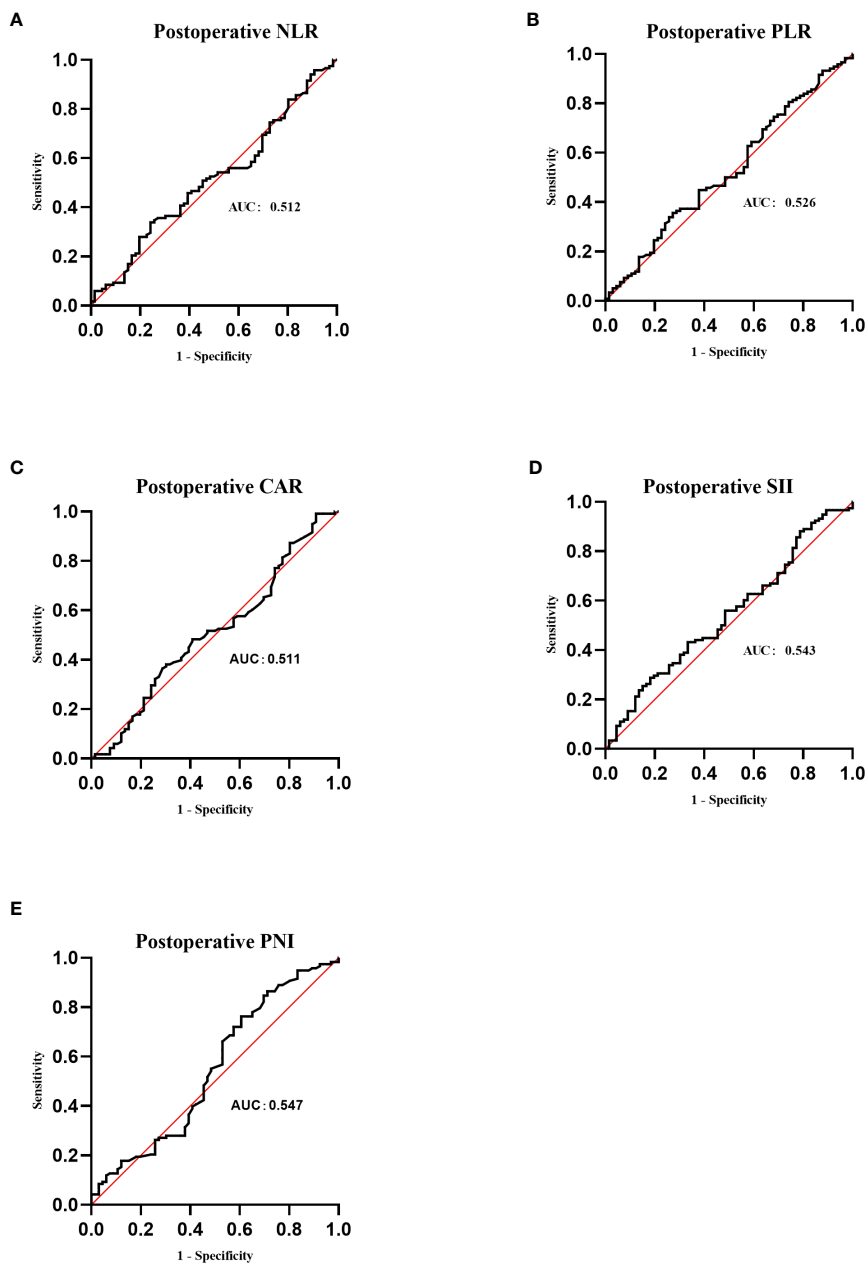 A
Postoperative NLR
1.0
0.8
0.6
0.4
0.2
0.0
Sensitivity
AUC: 0.512
0.0 0.2 0.4 0.6 0.8 1.0
1 - Specificity
B
Postoperative PLR
1.0
0.8
0.6
0.4
0.2
0.0
Sensitivity
AUC: 0.526
0.0 0.2 0.4 0.6 0.8 1.0
1 - Specificity
C
Postoperative CAR
1.0
0.8
0.6
0.4
0.2
0.0
Sensitivity
AUC: 0.511
0.0 0.2 0.4 0.6 0.8 1.0
1 - Specificity
D
Postoperative SII
1.0
0.8
0.6
0.4
0.2
0.0
Sensitivity
AUC: 0.543
0.0 0.2 0.4 0.6 0.8 1.0
1 - Specificity
E
Postoperative PNI
1.0
0.8
0.6
0.4
0.2
0.0
Sensitivity
AUC: 0.547
0.0 0.2 0.4 0.6 0.8 1.0
1 - Specificity